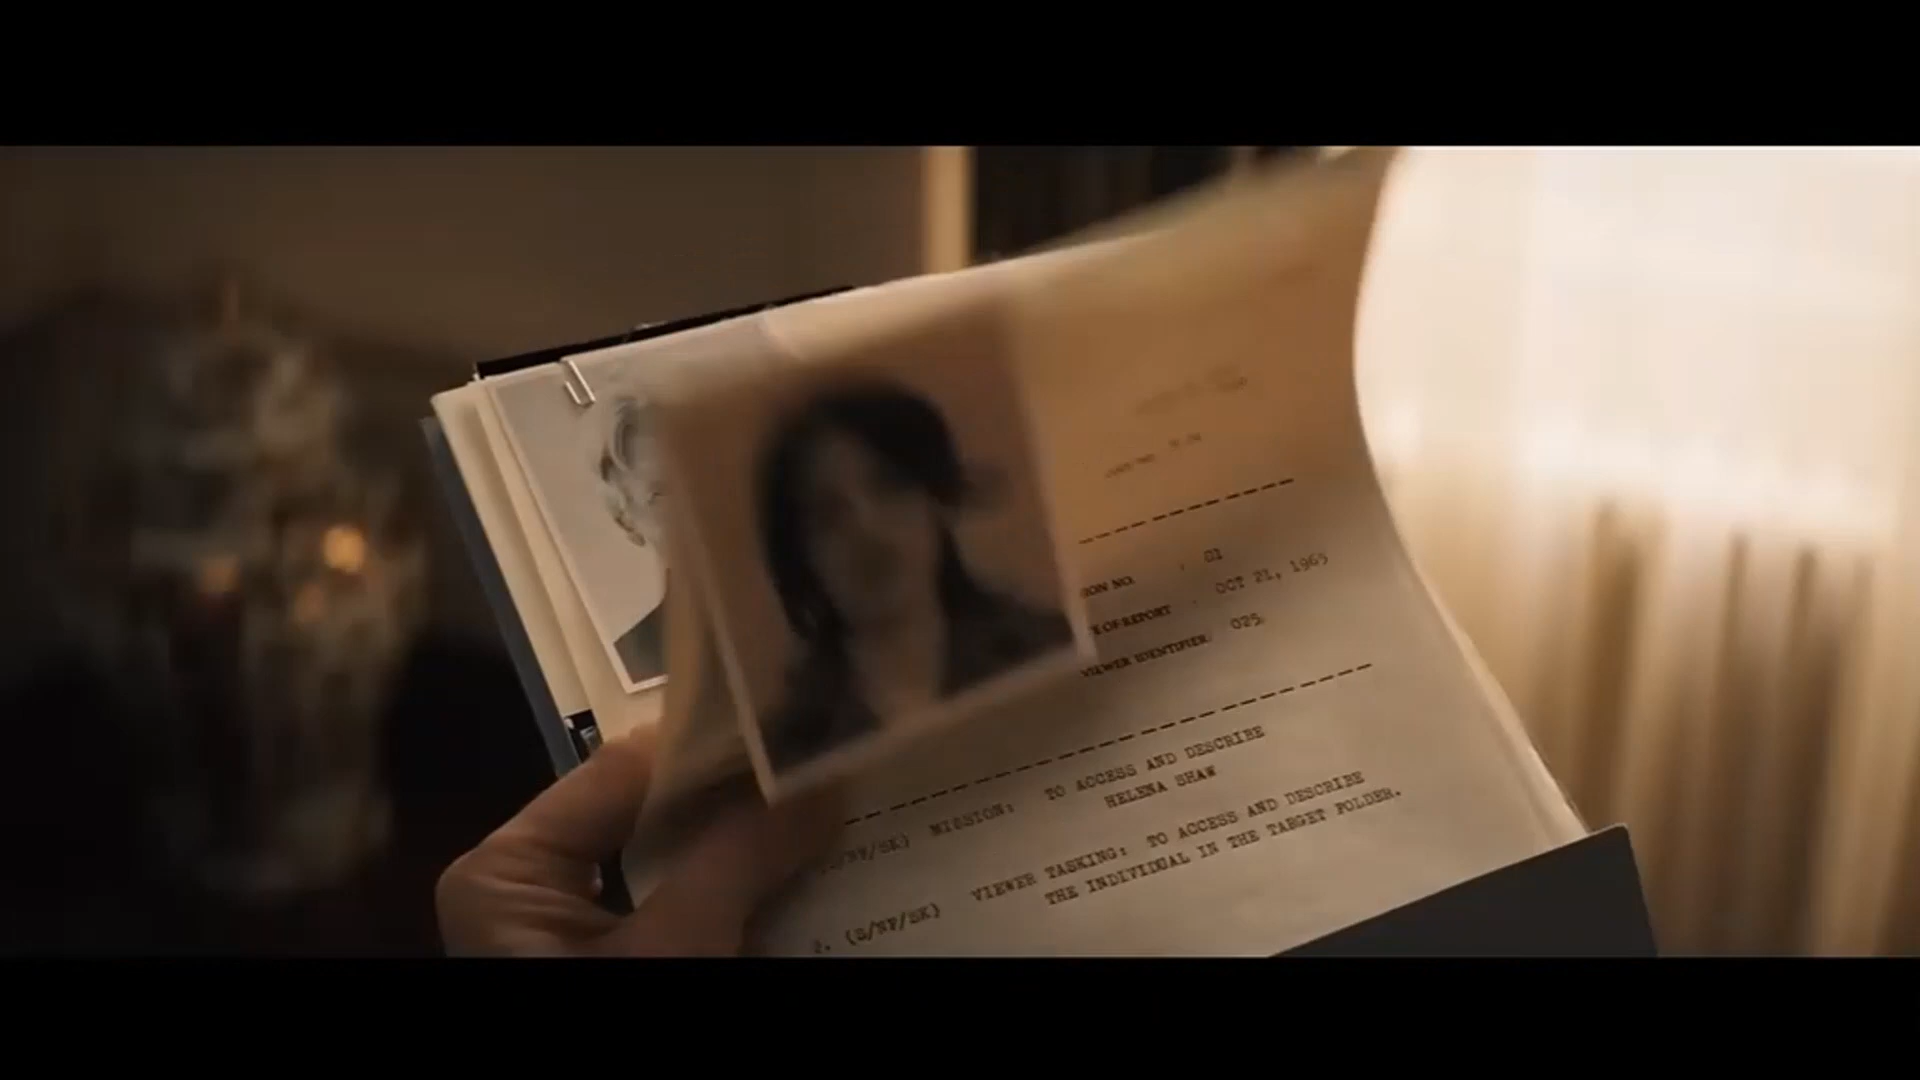 ION NO. : 01
E OF REPORT : OCT 21, 1965
VIEWER IDENTIFIER: 025
MISSION: TO ACCESS AND DESCRIBE
HELENA SHAW
2. (S/NF/SK) VIEWER TASKING: TO ACCESS AND DESCRIBE
THE INDIVIDUAL IN THE TARGET FOLDER.